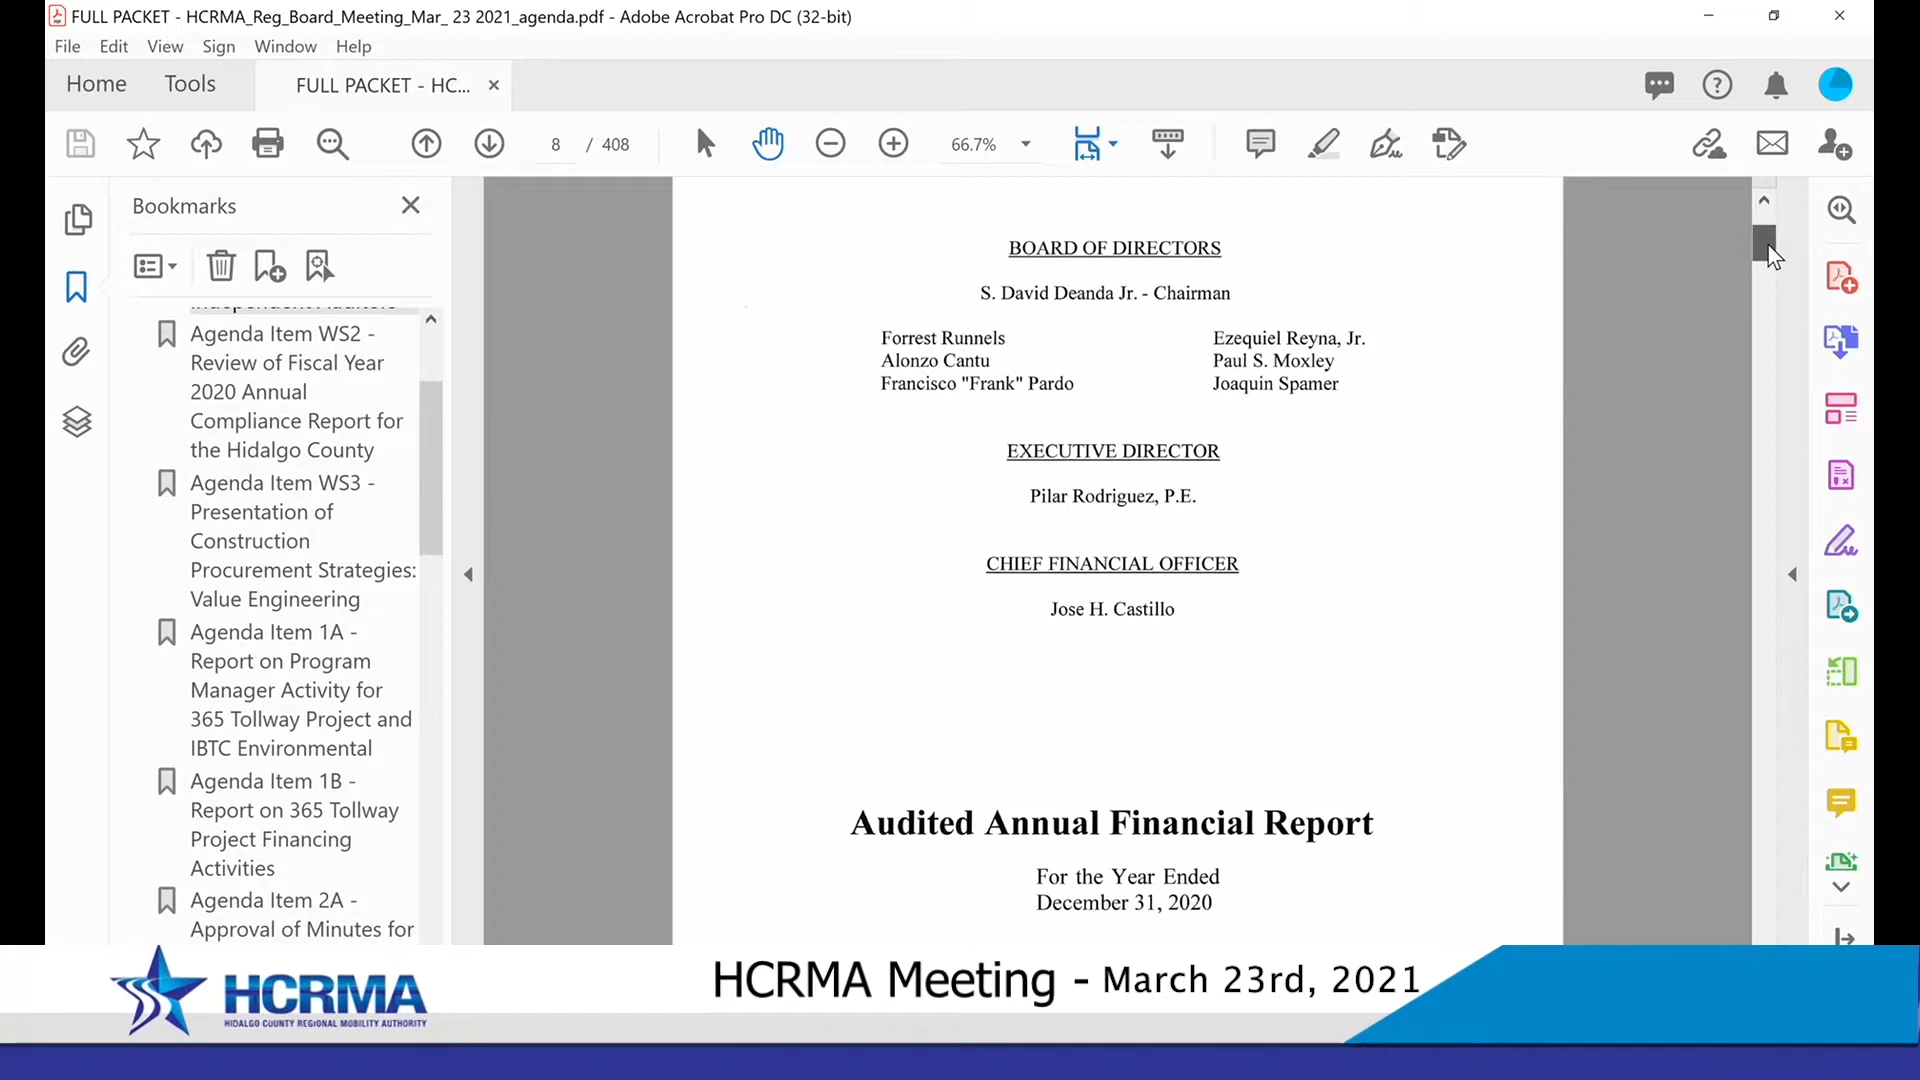 FULL PACKET - HCRMA_Reg_Board_Meeting_Mar_ 23 2021_agenda.pdf - Adobe Acrobat Pro DC (32-bit)
File Edit View Sign Window Help
Home Tools FULL PACKET - HC...
8 / 408 66.7%
Bookmarks
Independent Auditors
Agenda Item WS2 -
Review of Fiscal Year
2020 Annual
Compliance Report for
the Hidalgo County
Agenda Item WS3 -
Presentation of
Construction
Procurement Strategies:
Value Engineering
Agenda Item 1A -
Report on Program
Manager Activity for
365 Tollway Project and
IBTC Environmental
Agenda Item 1B -
Report on 365 Tollway
Project Financing
Activities
Agenda Item 2A -
Approval of Minutes for
BOARD OF DIRECTORS
S. David Deanda Jr. - Chairman
Forrest Runnels Ezequiel Reyna, Jr.
Alonzo Cantu Paul S. Moxley
Francisco "Frank" Pardo Joaquin Spamer
EXECUTIVE DIRECTOR
Pilar Rodriguez, P.E.
CHIEF FINANCIAL OFFICER
Jose H. Castillo
Audited Annual Financial Report
For the Year Ended
December 31, 2020
HCRMA
HIDALGO COUNTY REGIONAL MOBILITY AUTHORITY
HCRMA Meeting - March 23rd, 2021